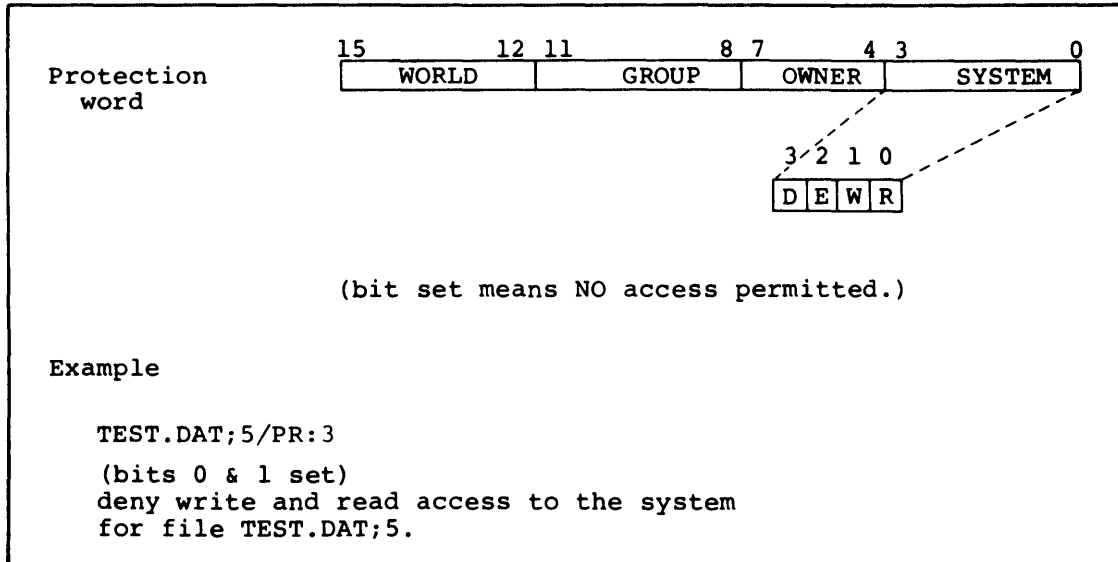 15 12 11 8 7 4 3 0
Protection WORLD GROUP OWNER SYSTEM
word
3 2 1 0
D E W R
(bit set means NO access permitted.)
Example
TEST.DAT;5/PR:3
(bits 0 & 1 set)
deny write and read access to the system
for file TEST.DAT;5.